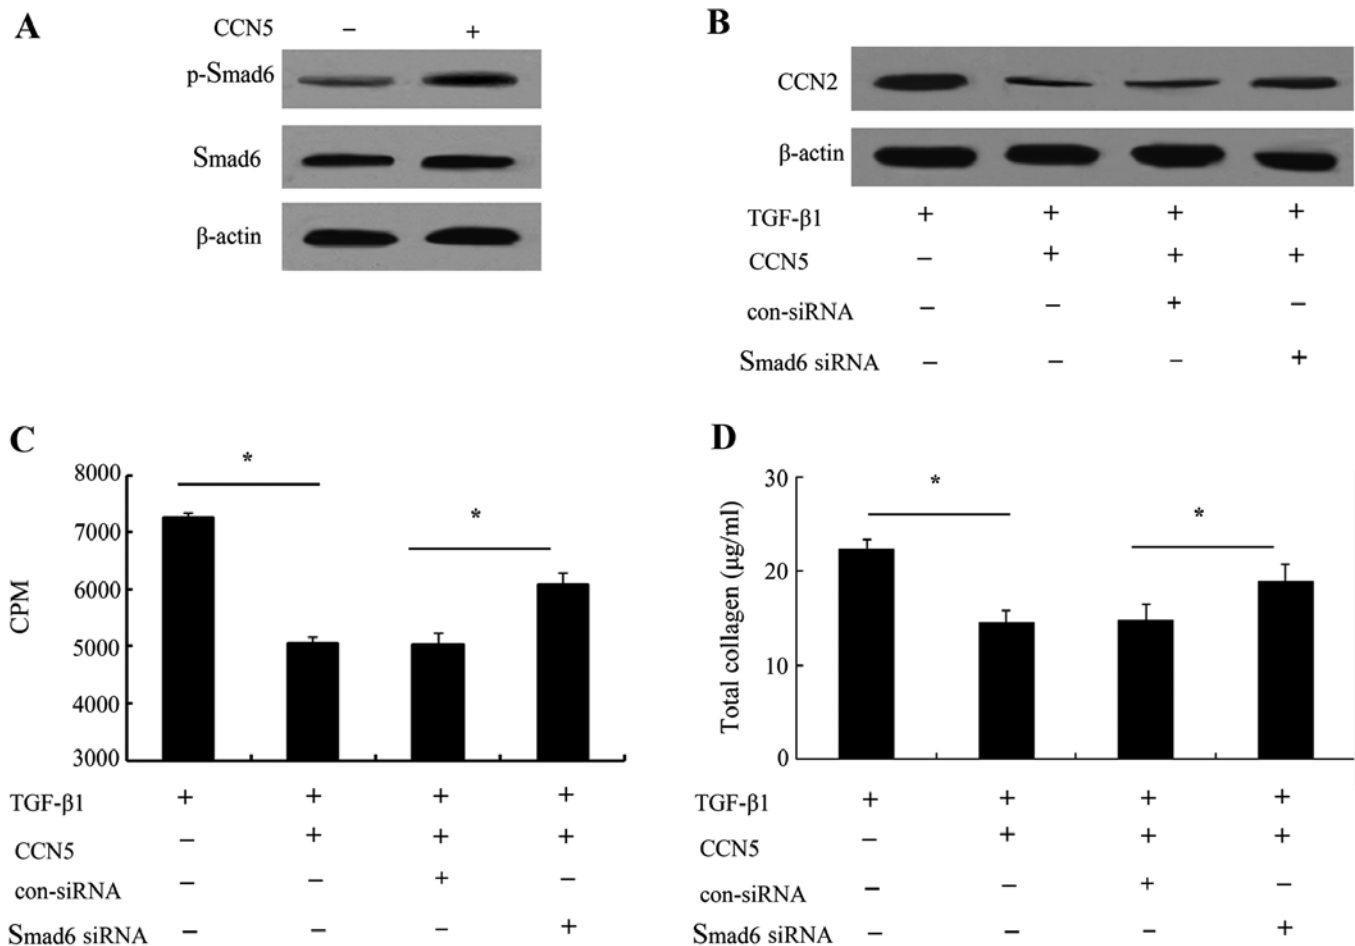 A
CCN5 – +
p-Smad6
Smad6
β-actin
B
CCN2
β-actin
TGF-β1 + + + +
CCN5 – + + +
con-siRNA – – + –
Smad6 siRNA – – – +
C
*
*
8000
7000
6000
5000
4000
3000
CPM
TGF-β1 + + + +
CCN5 – + + +
con-siRNA – – + –
Smad6 siRNA – – – +
D
*
*
30
20
10
0
Total collagen (μg/ml)
TGF-β1 + + + +
CCN5 – + + +
con-siRNA – – + –
Smad6 siRNA – – – +